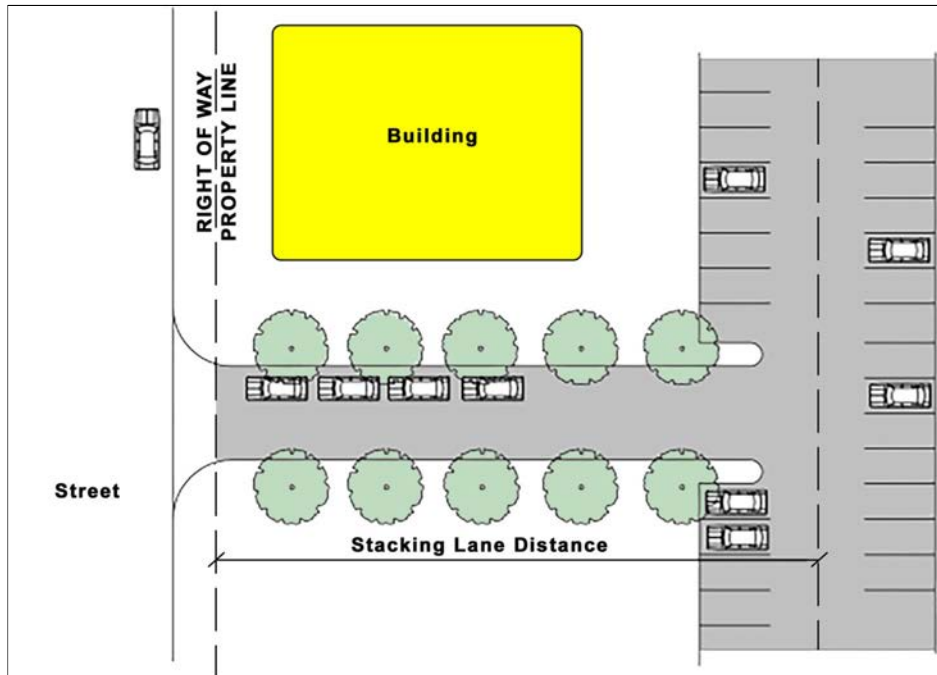 RIGHT OF WAY
PROPERTY LINE
Building
Street
Stacking Lane Distance